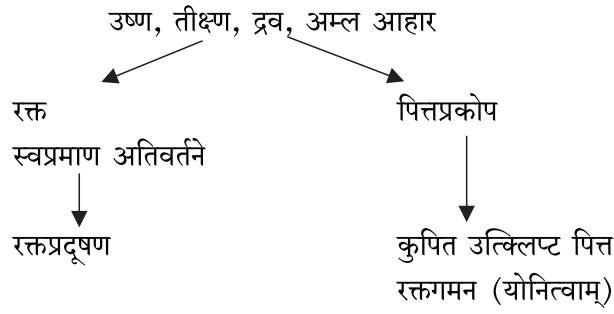 उष्ण, तीक्ष्ण, द्रव, अम्ल आहार
रक्त
स्वप्रमाण अतिवर्तने
रक्तप्रदूषण
पित्तप्रकोप
कुपित उत्क्लिप्ट पित्त
रक्तगमन (योनित्वाम्)